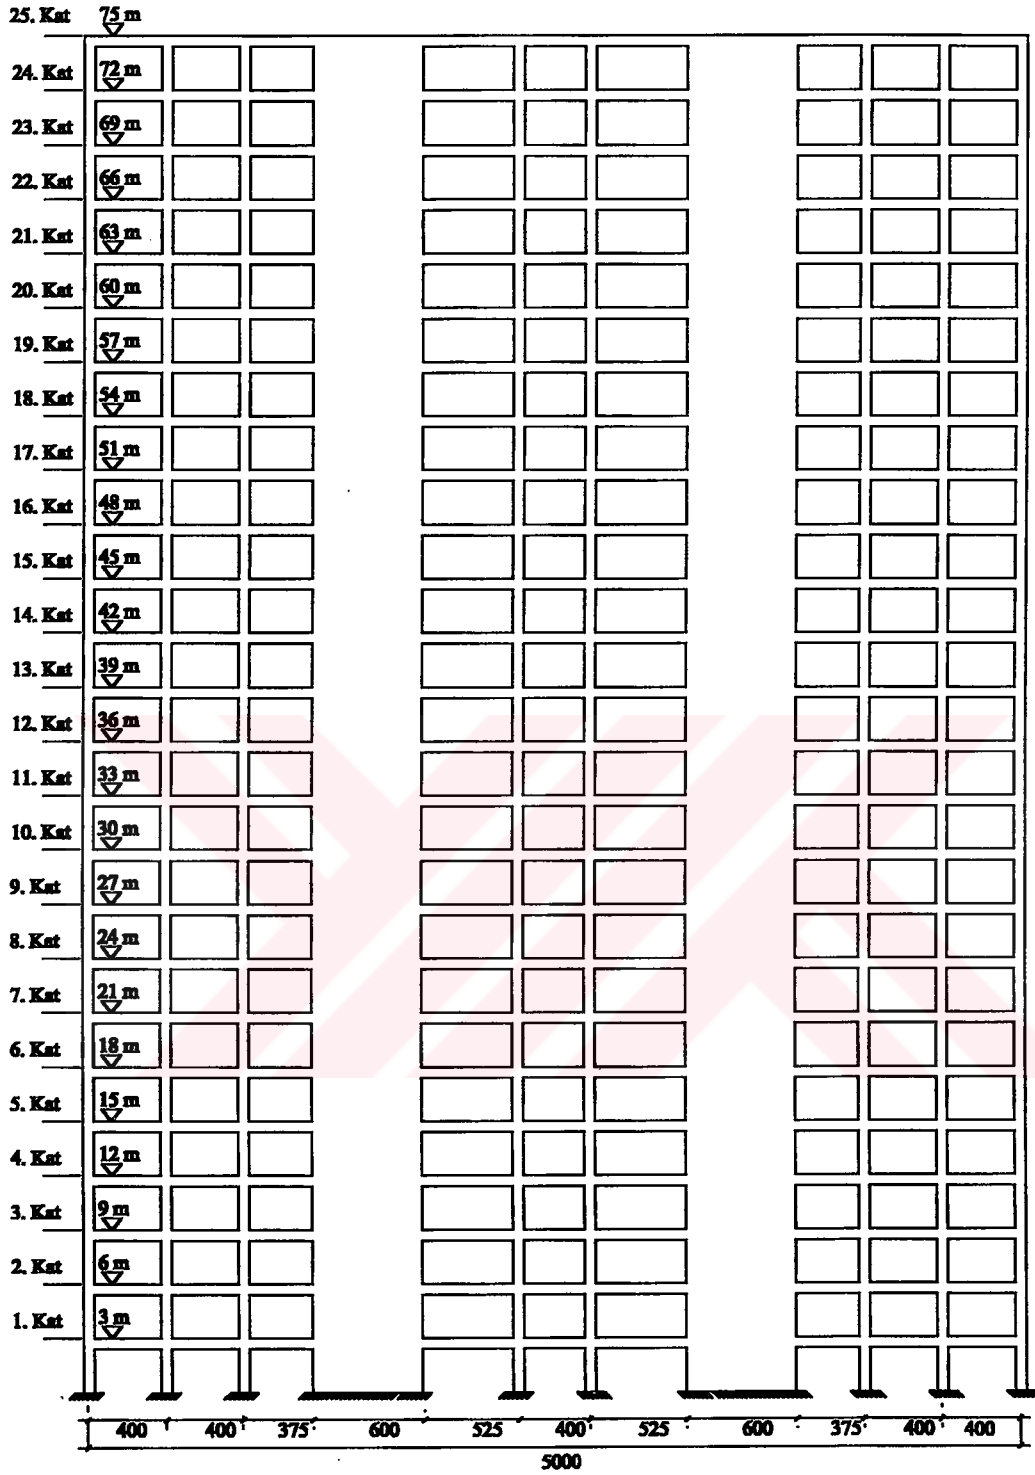 25. Kat 75 m
24. Kat 72 m
23. Kat 69 m
22. Kat 66 m
21. Kat 63 m
20. Kat 60 m
19. Kat 57 m
18. Kat 54 m
17. Kat 51 m
16. Kat 48 m
15. Kat 45 m
14. Kat 42 m
13. Kat 39 m
12. Kat 36 m
11. Kat 33 m
10. Kat 30 m
9. Kat 27 m
8. Kat 24 m
7. Kat 21 m
6. Kat 18 m
5. Kat 15 m
4. Kat 12 m
3. Kat 9 m
2. Kat 6 m
1. Kat 3 m
400 400 375 600 525 400 525 600 375 400 400
5000